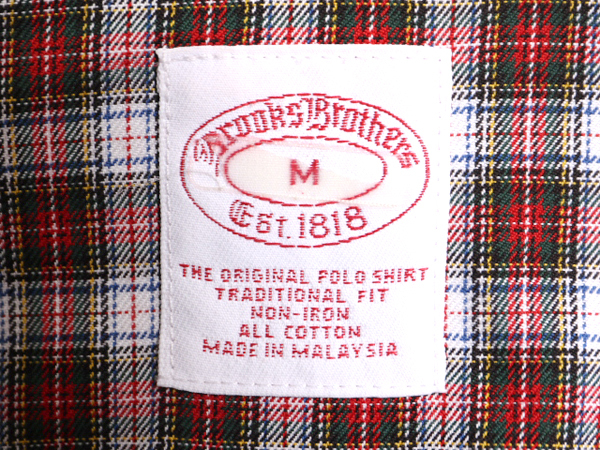 Brooks Brothers
M
Est. 1818
THE ORIGINAL POLO SHIRT
TRADITIONAL FIT
NON-IRON
ALL COTTON
MADE IN MALAYSIA